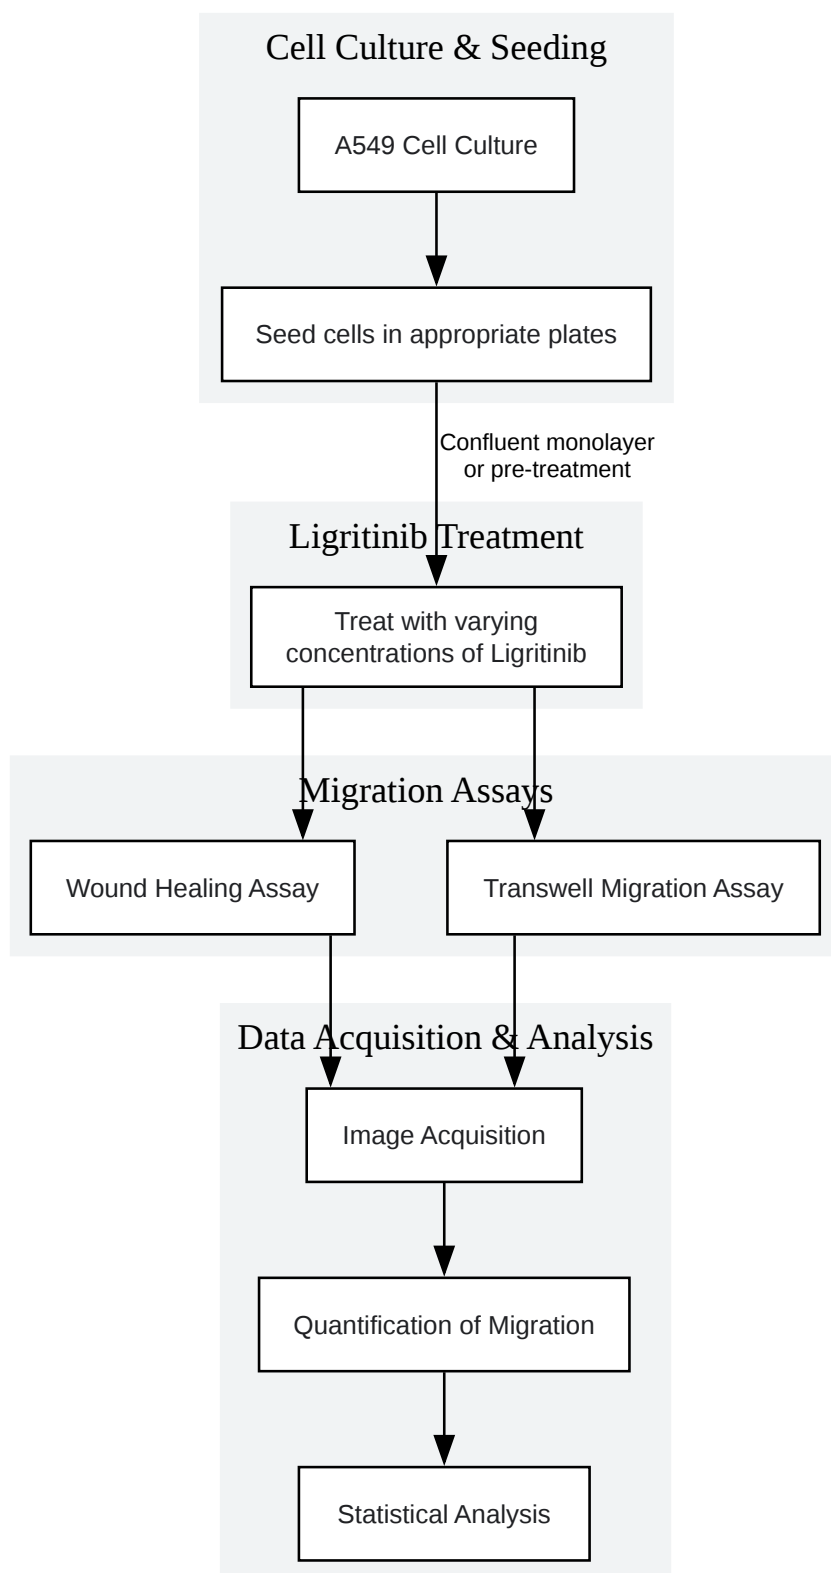 Cell Culture & Seeding
A549 Cell Culture
Seed cells in appropriate plates
Confluent monolayer
or pre-treatment
Ligritinib Treatment
Treat with varying
concentrations of Ligritinib
Migration Assays
Wound Healing Assay
Transwell Migration Assay
Data Acquisition & Analysis
Image Acquisition
Quantification of Migration
Statistical Analysis